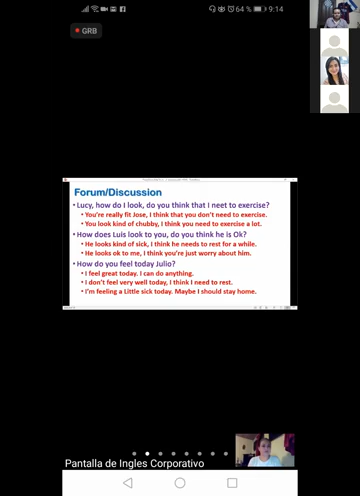 64 % 9:14
GRB
Forum/Discussion
• Lucy, how do I look, do you think that I neet to exercise?
• You're really fit Jose, I think that you don't need to exercise.
• You look kind of chubby, I think you need to exercise a lot.
• How does Luis look to you, do you think he is Ok?
• He looks kind of sick, I think he needs to rest for a while.
• He looks ok to me, I think you're just worry about him.
• How do you feel today Julio?
• I feel great today. I can do anything.
• I don't feel very well today, I think I need to rest.
• I'm feeling a Little sick today. Maybe I should stay home.
Pantalla de Ingles Corporativo